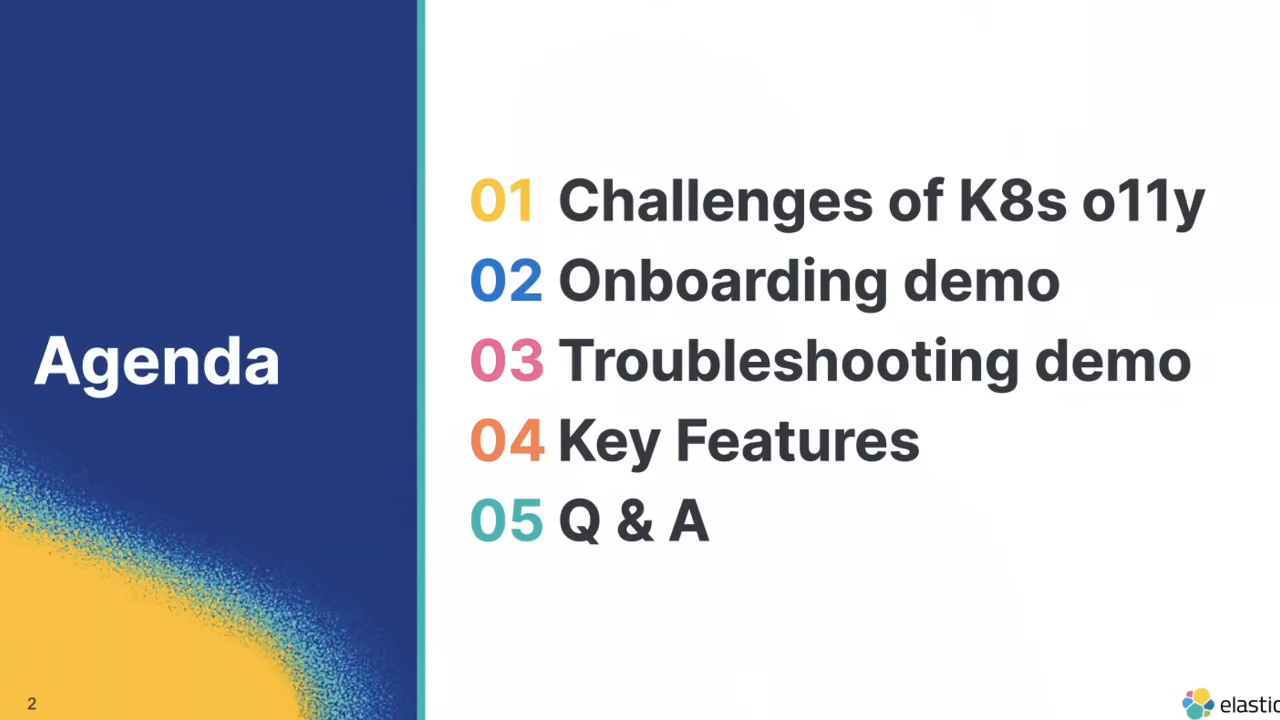 Agenda
01 Challenges of K8s o11y
02 Onboarding demo
03 Troubleshooting demo
04 Key Features
05 Q & A
2
elastic